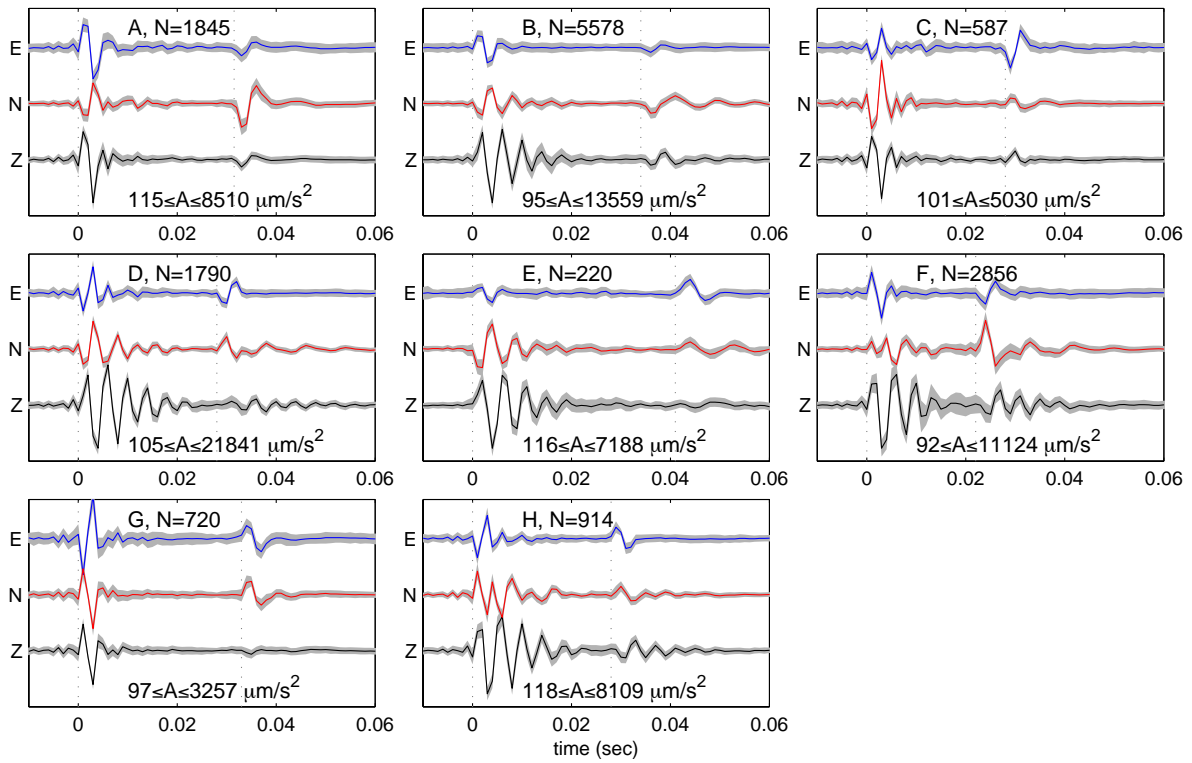 A, N=1845
E
N
Z
115≤A≤8510 μm/s²
0 0.02 0.04 0.06
B, N=5578
E
N
Z
95≤A≤13559 μm/s²
0 0.02 0.04 0.06
C, N=587
E
N
Z
101≤A≤5030 μm/s²
0 0.02 0.04 0.06
D, N=1790
E
N
Z
105≤A≤21841 μm/s²
0 0.02 0.04 0.06
E, N=220
E
N
Z
116≤A≤7188 μm/s²
0 0.02 0.04 0.06
F, N=2856
E
N
Z
92≤A≤11124 μm/s²
0 0.02 0.04 0.06
G, N=720
E
N
Z
97≤A≤3257 μm/s²
0 0.02 0.04 0.06
H, N=914
E
N
Z
118≤A≤8109 μm/s²
0 0.02 0.04 0.06
time (sec)